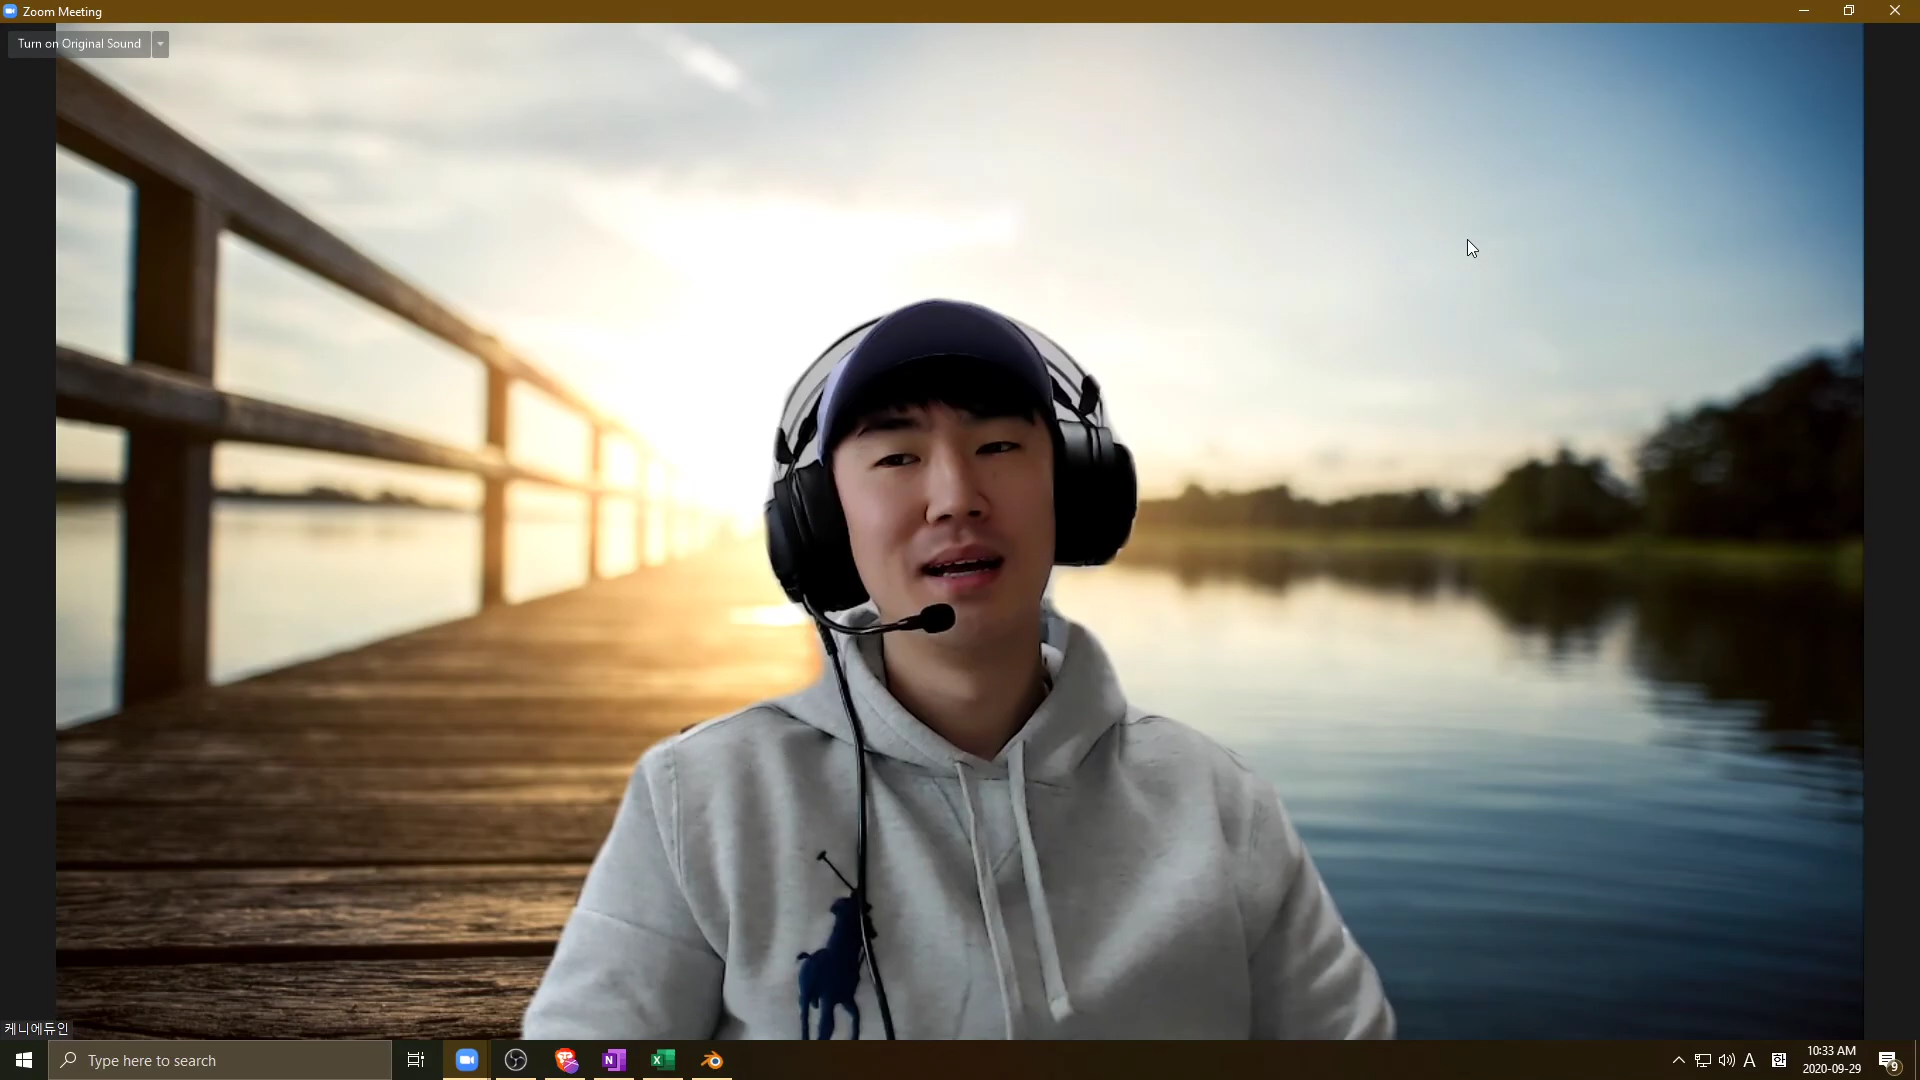 Zoom Meeting
Turn on Original Sound
케니에듀인
Type here to search
N
X
A
10:33 AM
2020-09-29
9